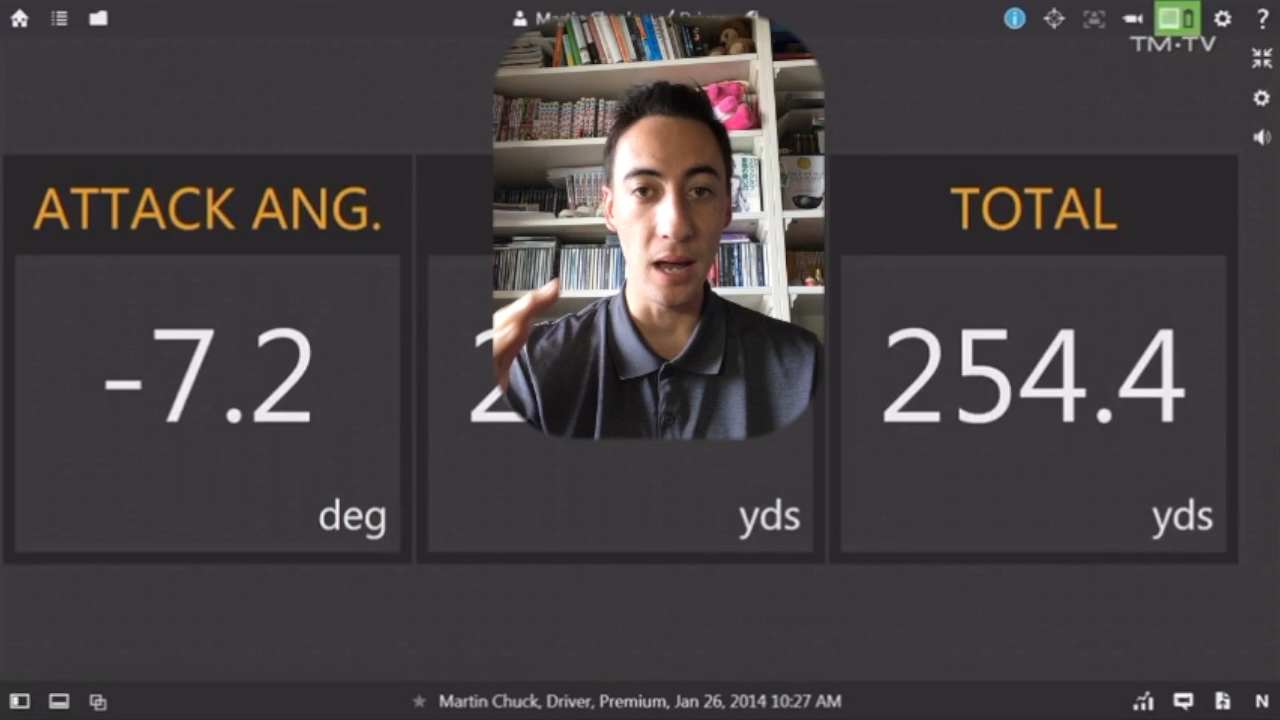 TM-TV
ATTACK ANG.
TOTAL
-7.2
254.4
deg
yds
yds
Martin Chuck, Driver, Premium, Jan 26, 2014 10:27 AM
N